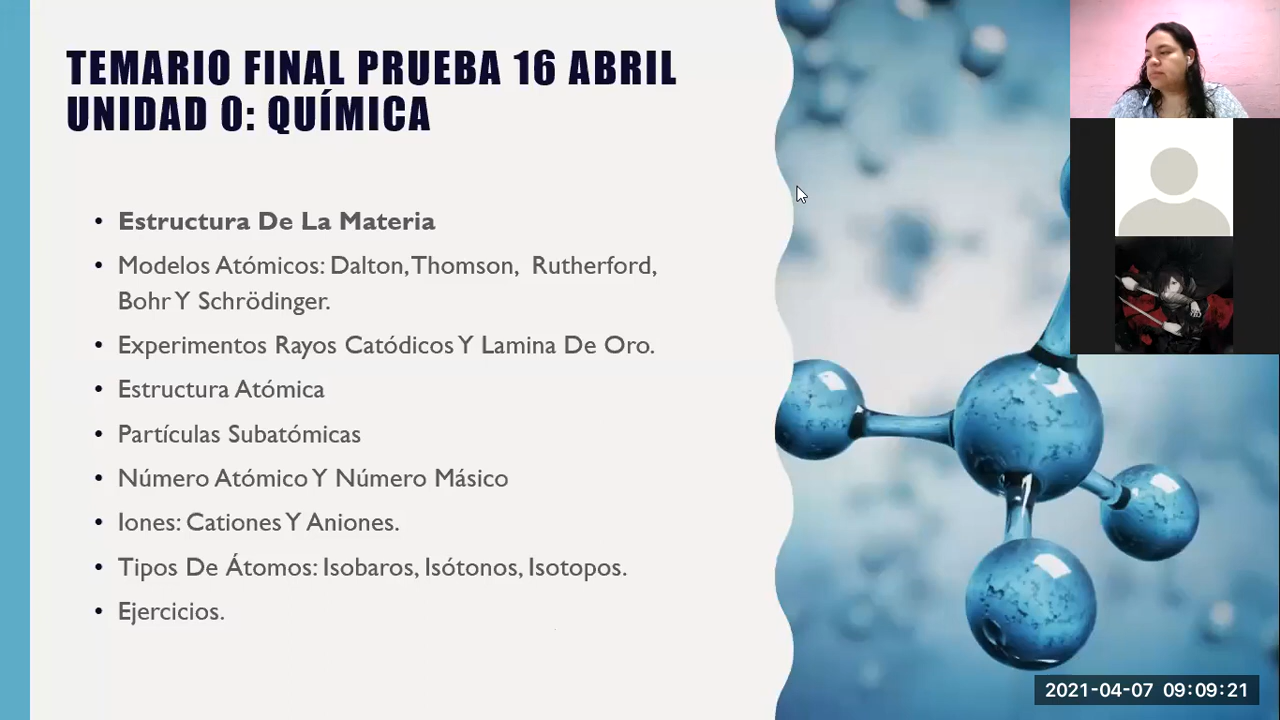 TEMARIO FINAL PRUEBA 16 ABRIL
UNIDAD 0: QUÍMICA
• Estructura De La Materia
• Modelos Atómicos: Dalton, Thomson, Rutherford,
Bohr Y Schrödinger.
• Experimentos Rayos Catódicos Y Lamina De Oro.
• Estructura Atómica
• Partículas Subatómicas
• Número Atómico Y Número Másico
• Iones: Cationes Y Aniones.
• Tipos De Átomos: Isobaros, Isótonos, Isotopos.
• Ejercicios.
2021-04-07 09:09:21